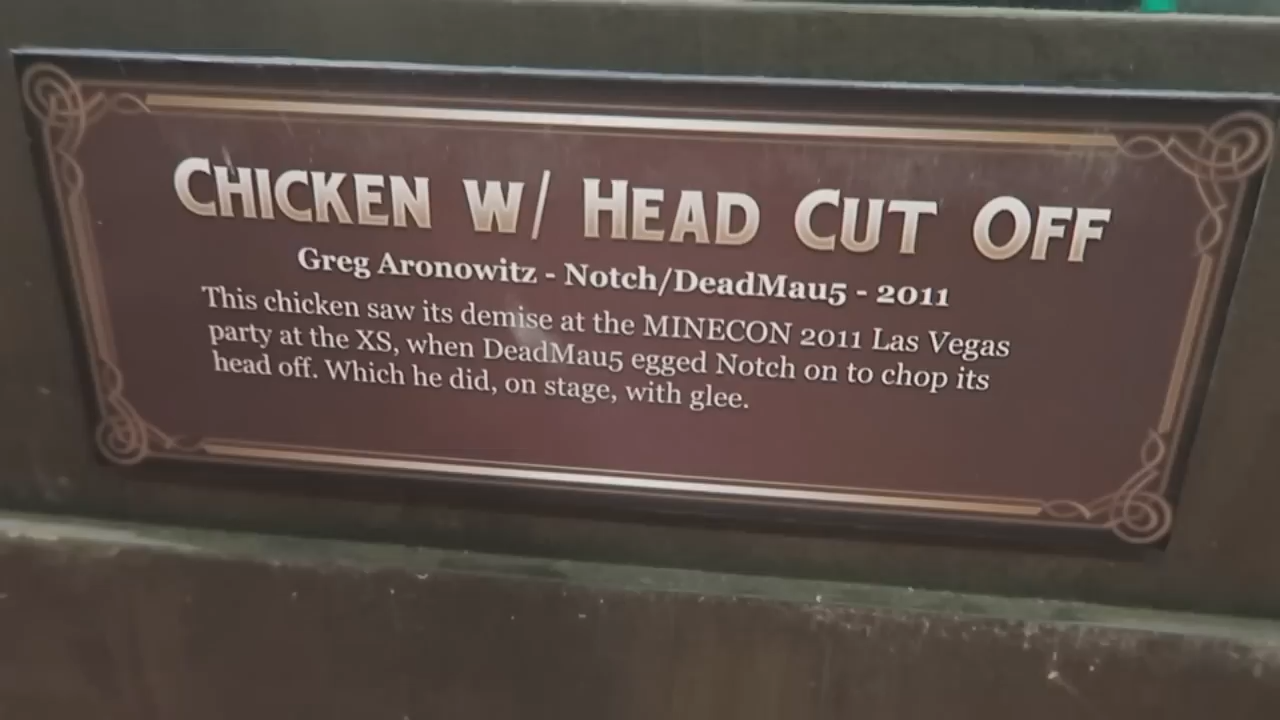 CHICKEN W/ HEAD CUT OFF
Greg Aronowitz - Notch/DeadMau5 - 2011
This chicken saw its demise at the MINECON 2011 Las Vegas
party at the XS, when DeadMau5 egged Notch on to chop its
head off. Which he did, on stage, with glee.